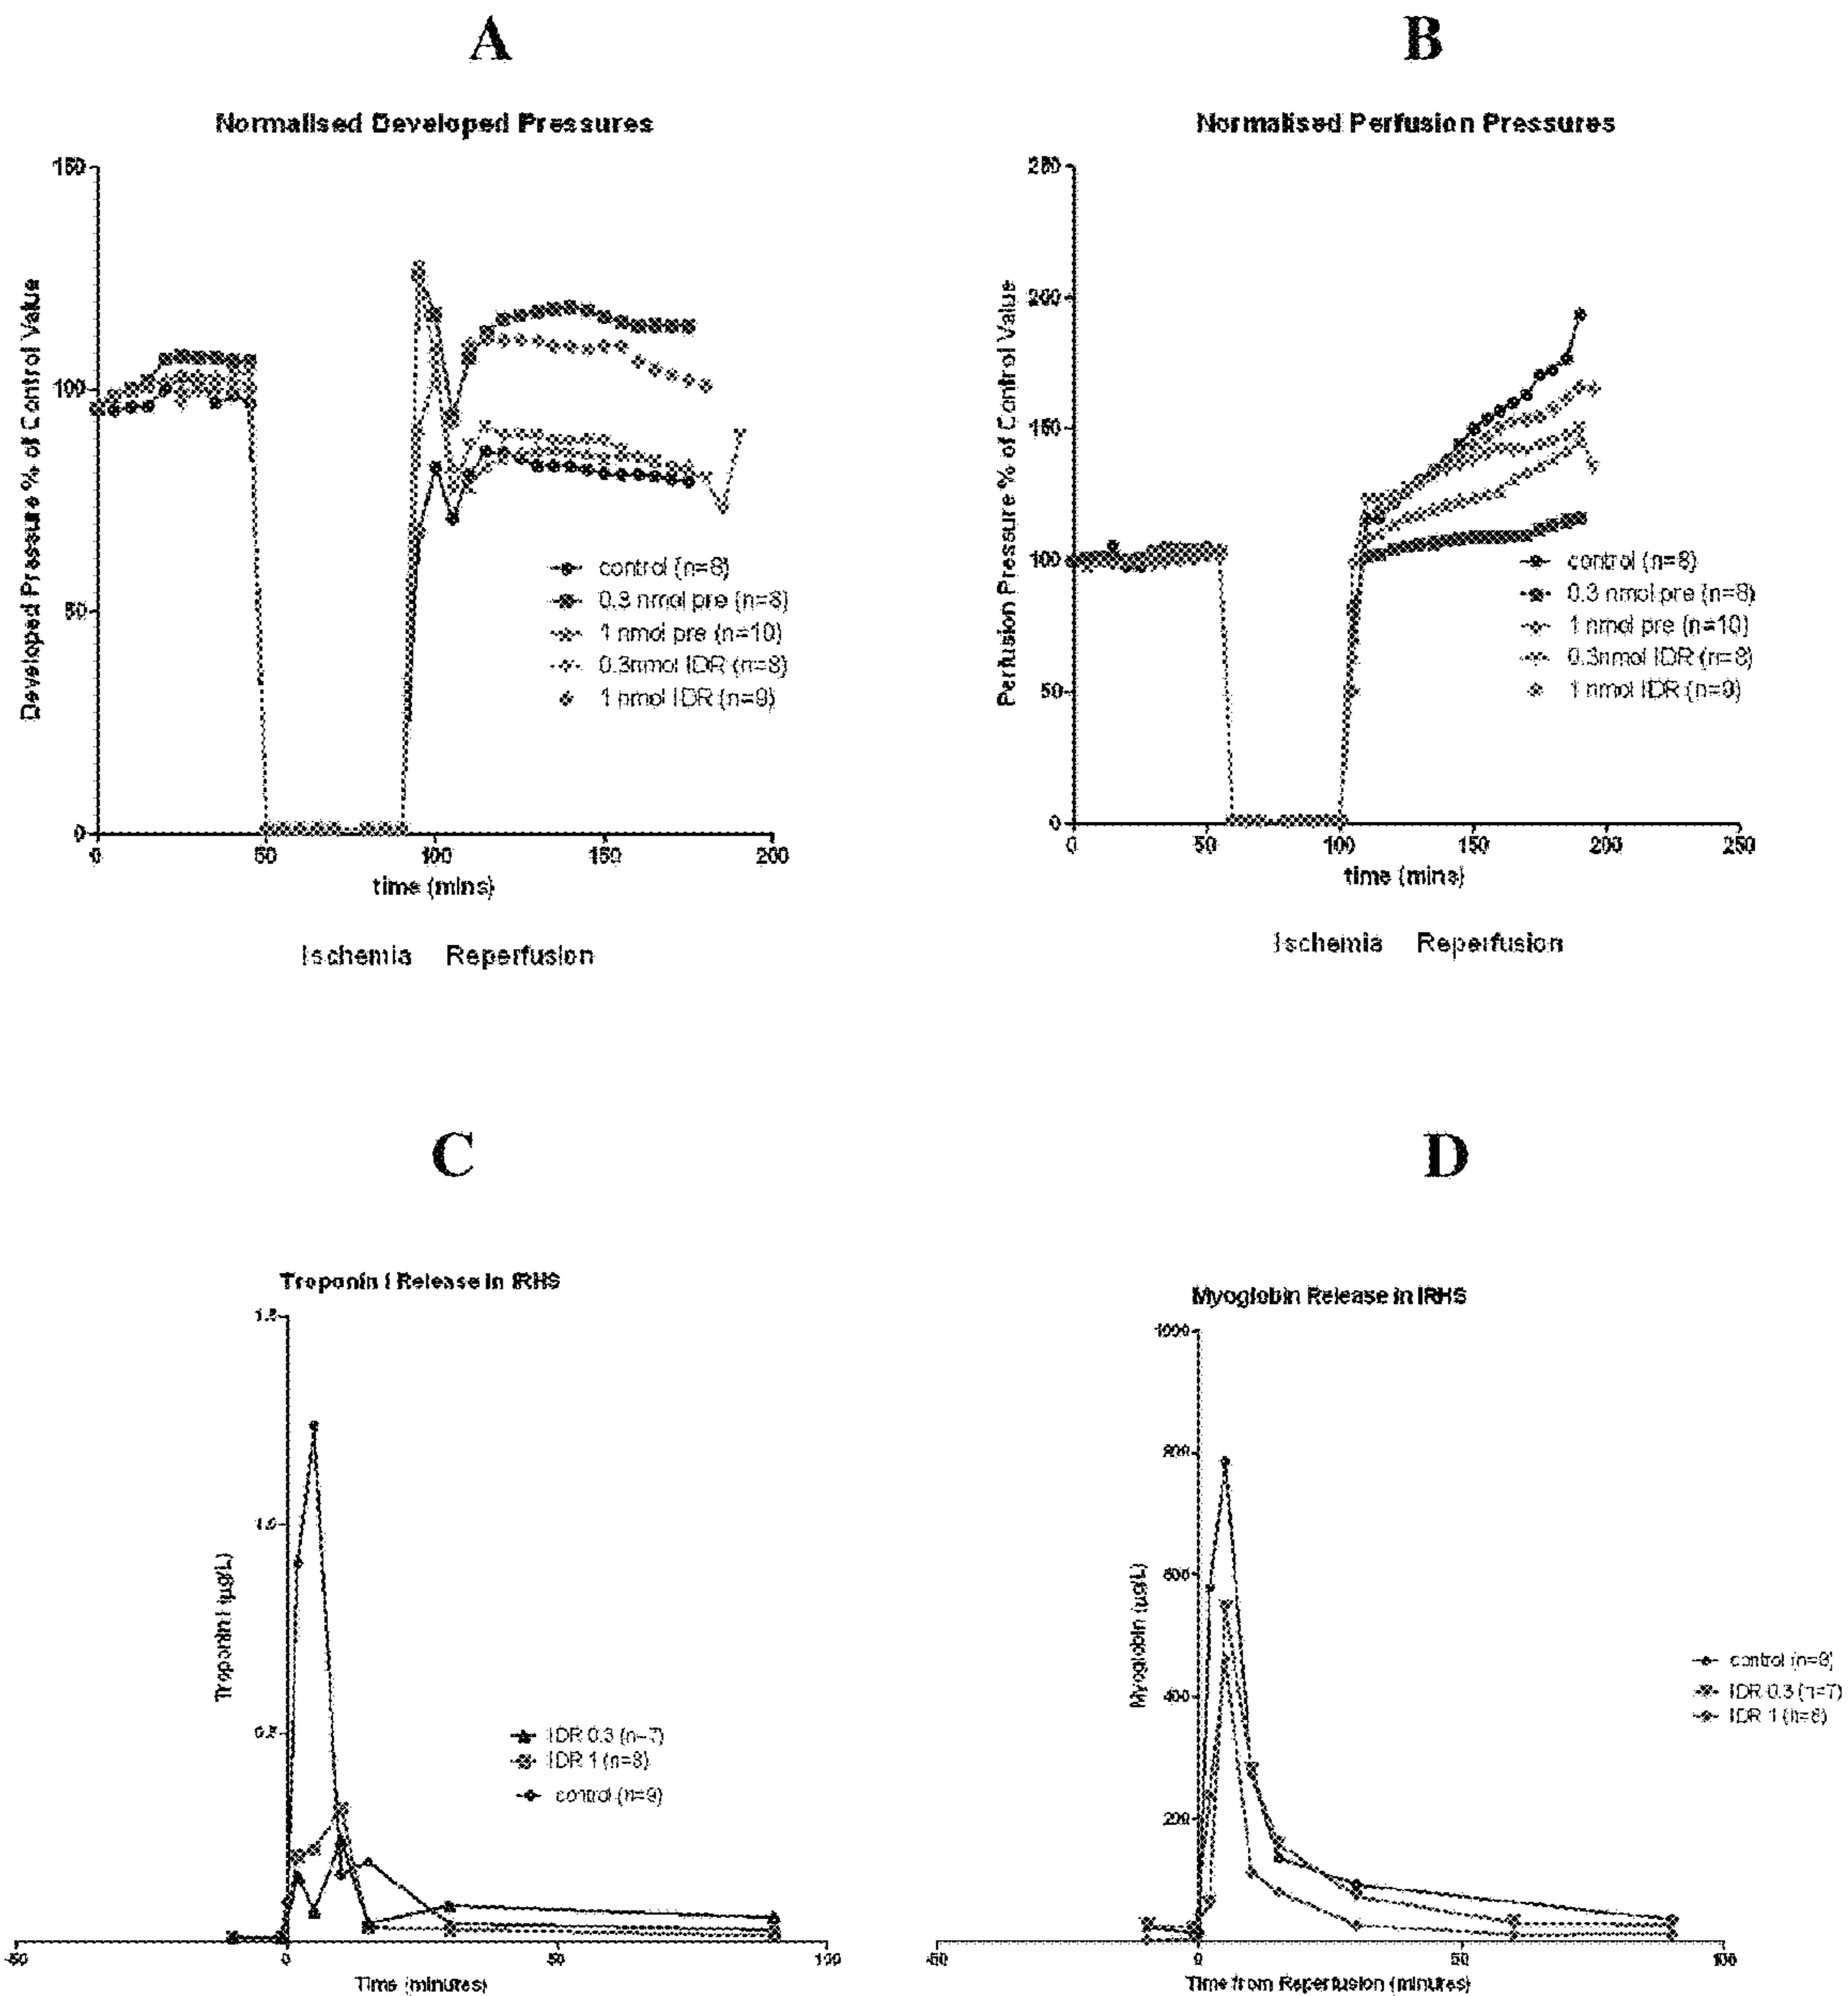 A
Normalised Developed Pressures
Developed Pressure % of Control Value
150
100
50
0
0 50 100 150 200
time (mins)
control (n=8)
0.3 nmol pre (n=8)
1 nmol pre (n=10)
0.3nmol IDR (n=8)
1 nmol IDR (n=9)
Ischemia Reperfusion
B
Normalised Perfusion Pressures
Perfusion Pressure % of Control Value
250
200
150
100
50
0
0 50 100 150 200 250
time (mins)
control (n=8)
0.3 nmol pre (n=8)
1 nmol pre (n=10)
0.3nmol IDR (n=8)
1 nmol IDR (n=9)
Ischemia Reperfusion
C
Troponin I Release in IRHS
Troponin I (µg/L)
1.5
1.0
0.5
-50 0 50 100
Time (minutes)
IDR 0.3 (n=7)
IDR 1 (n=8)
control (n=9)
D
Myoglobin Release in IRHS
Myoglobin (µg/L)
1000
800
600
400
200
-50 0 50 100
Time from Reperfusion (minutes)
control (n=8)
IDR 0.3 (n=7)
IDR 1 (n=8)